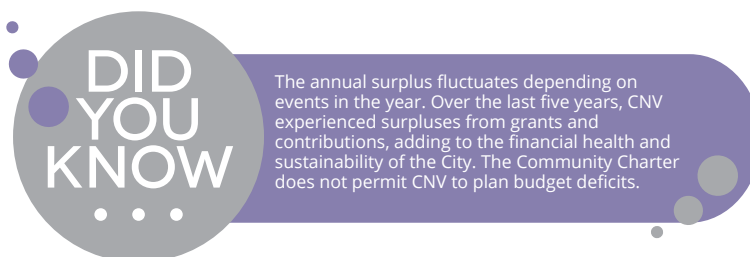 DID
YOU
KNOW
The annual surplus fluctuates depending on
events in the year. Over the last five years, CNV
experienced surpluses from grants and
contributions, adding to the financial health and
sustainability of the City. The Community Charter
does not permit CNV to plan budget deficits.